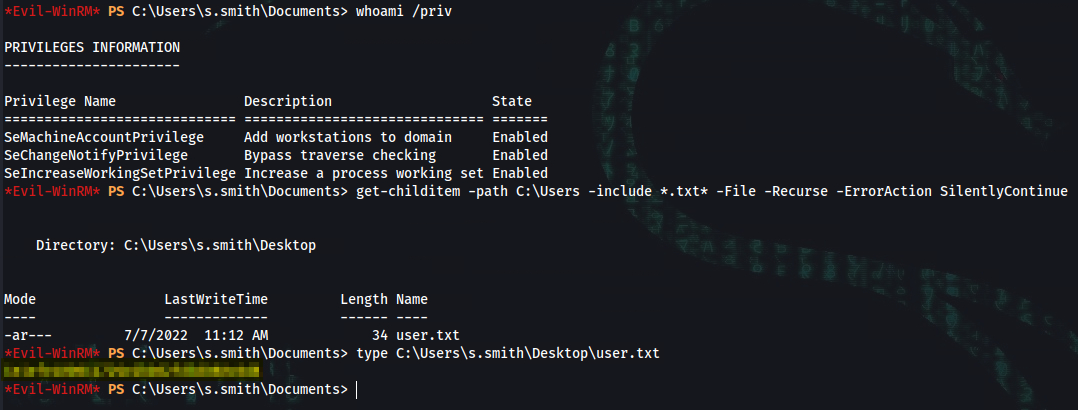 *Evil-WinRM* PS C:\Users\s.smith\Documents> whoami /priv
PRIVILEGES INFORMATION
----------------------
Privilege Name                Description                    State
============================= ============================== =======
SeMachineAccountPrivilege     Add workstations to domain     Enabled
SeChangeNotifyPrivilege       Bypass traverse checking       Enabled
SeIncreaseWorkingSetPrivilege Increase a process working set Enabled
*Evil-WinRM* PS C:\Users\s.smith\Documents> get-childitem -path C:\Users -include *.txt* -File -Recurse -ErrorAction SilentlyContinue
    Directory: C:\Users\s.smith\Desktop
Mode                LastWriteTime         Length Name
----                -------------         ------ ----
-ar---         7/7/2022  11:12 AM             34 user.txt
*Evil-WinRM* PS C:\Users\s.smith\Documents> type C:\Users\s.smith\Desktop\user.txt
*Evil-WinRM* PS C:\Users\s.smith\Documents>